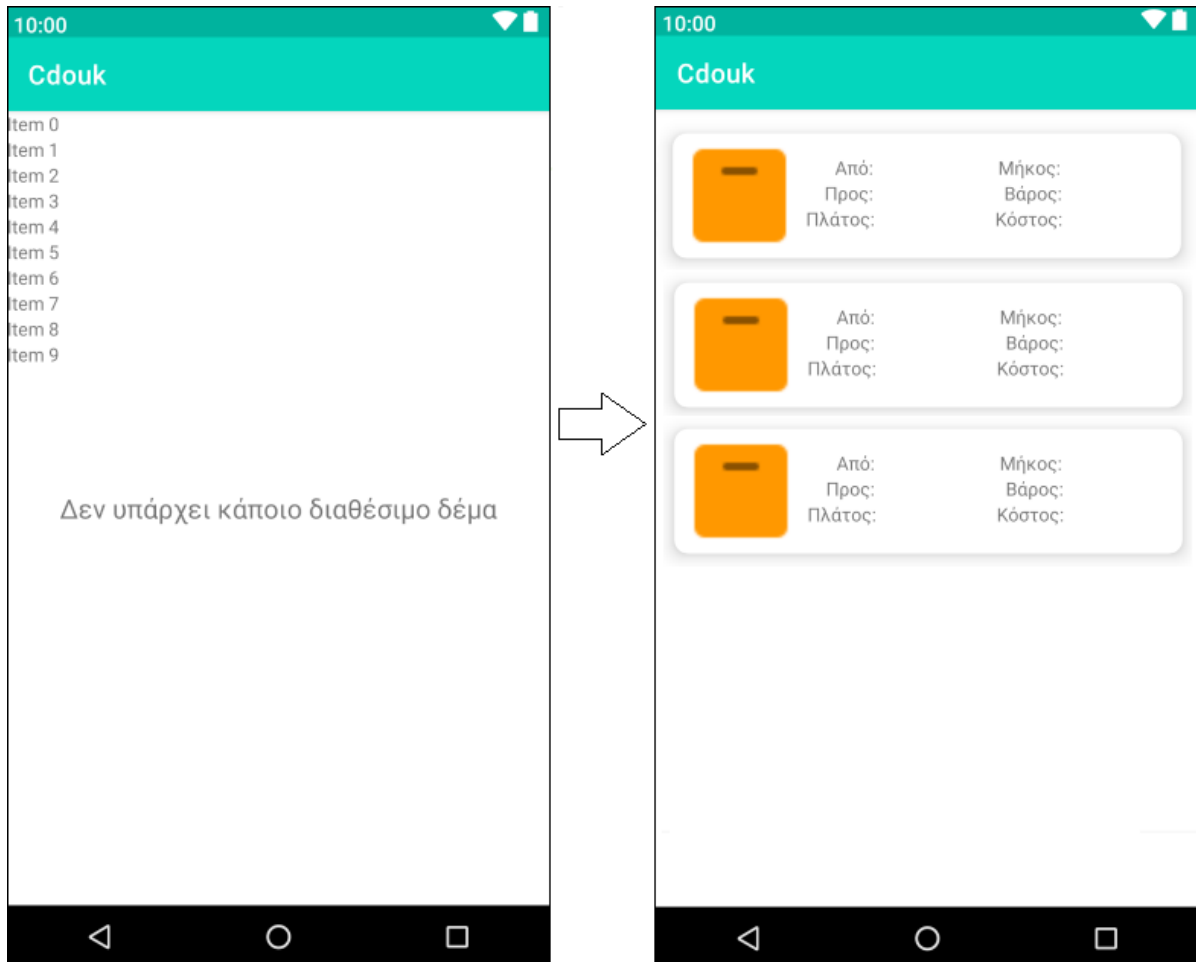 10:00
Cdouk
Item 0
Item 1
Item 2
Item 3
Item 4
Item 5
Item 6
Item 7
Item 8
Item 9
Δεν υπάρχει κάποιο διαθέσιμο δέμα
10:00
Cdouk
Από: Μήκος:
Προς: Βάρος:
Πλάτος: Κόστος:
Από: Μήκος:
Προς: Βάρος:
Πλάτος: Κόστος:
Από: Μήκος:
Προς: Βάρος:
Πλάτος: Κόστος: